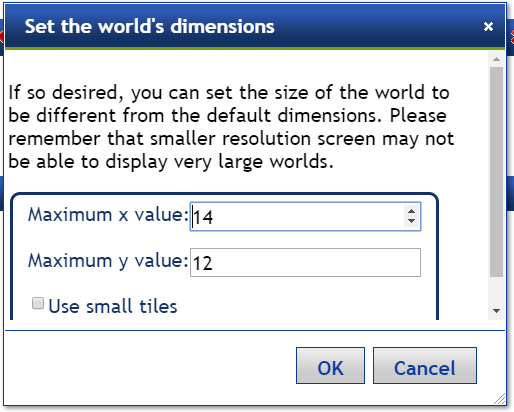 Set the world's dimensions
If so desired, you can set the size of the world to
be different from the default dimensions. Please
remember that smaller resolution screen may not
be able to display very large worlds.
Maximum x value: 14
Maximum y value: 12
Use small tiles
OK Cancel